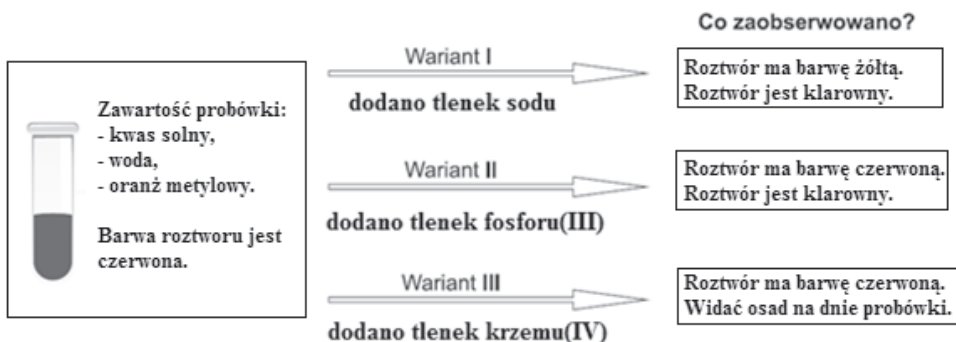 Co zaobserwowano?
Zawartość probówki:
- kwas solny,
- woda,
- oranż metylowy.
Barwa roztworu jest
czerwona.
Wariant I
dodano tlenek sodu
Roztwór ma barwę żółtą.
Roztwór jest klarowny.
Wariant II
dodano tlenek fosforu(III)
Roztwór ma barwę czerwoną.
Roztwór jest klarowny.
Wariant III
dodano tlenek krzemu(IV)
Roztwór ma barwę czerwoną.
Widać osad na dnie probówki.